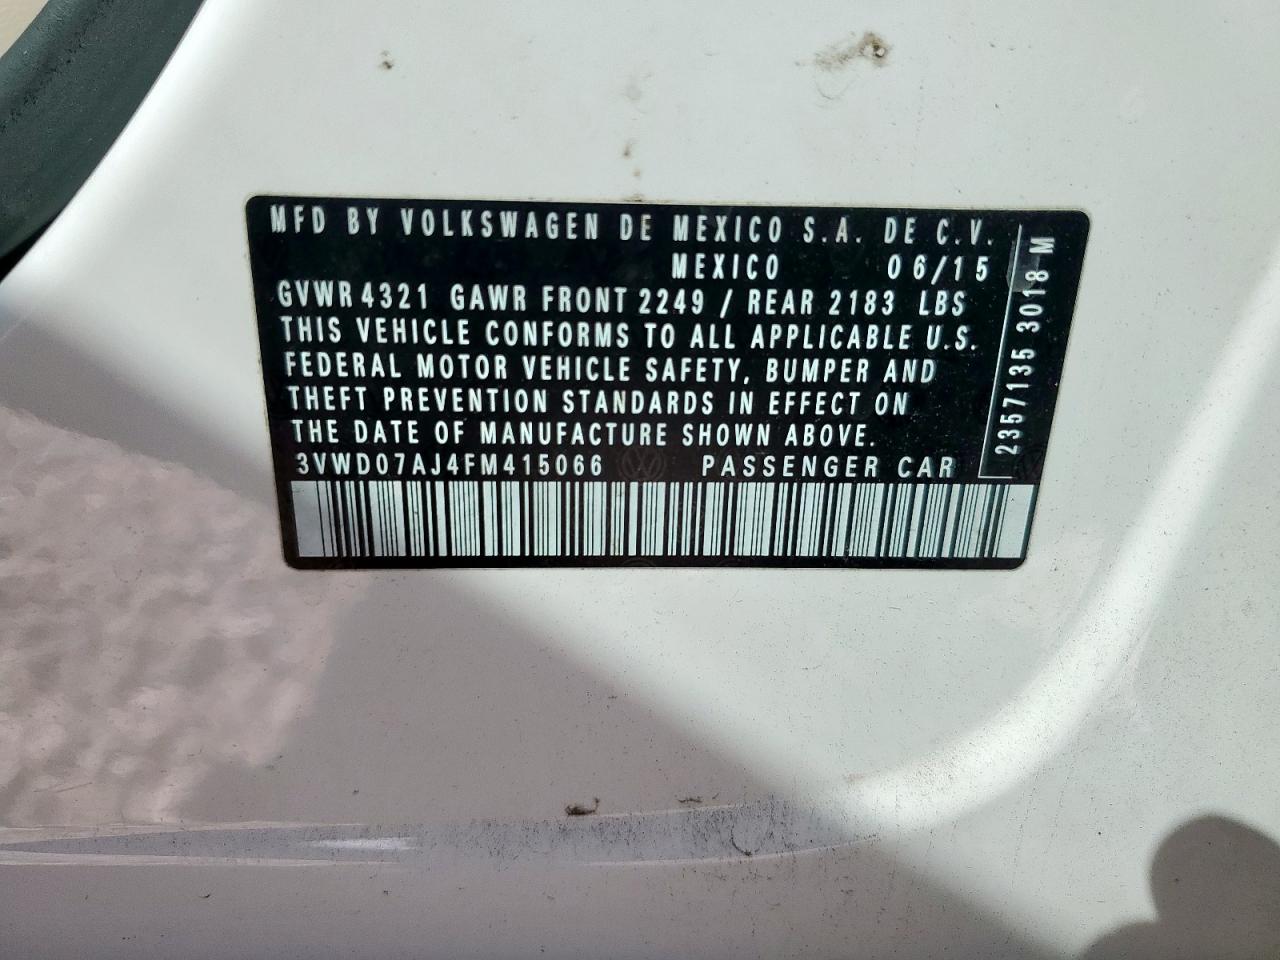 MFD BY VOLKSWAGEN DE MEXICO S.A. DE C.V.
MEXICO 06/15
GVWR 4321 GAWR FRONT 2249 / REAR 2183 LBS
THIS VEHICLE CONFORMS TO ALL APPLICABLE U.S.
FEDERAL MOTOR VEHICLE SAFETY, BUMPER AND
THEFT PREVENTION STANDARDS IN EFFECT ON
THE DATE OF MANUFACTURE SHOWN ABOVE.
3VWD07AJ4FM415066 PASSENGER CAR
2357135 3018 M